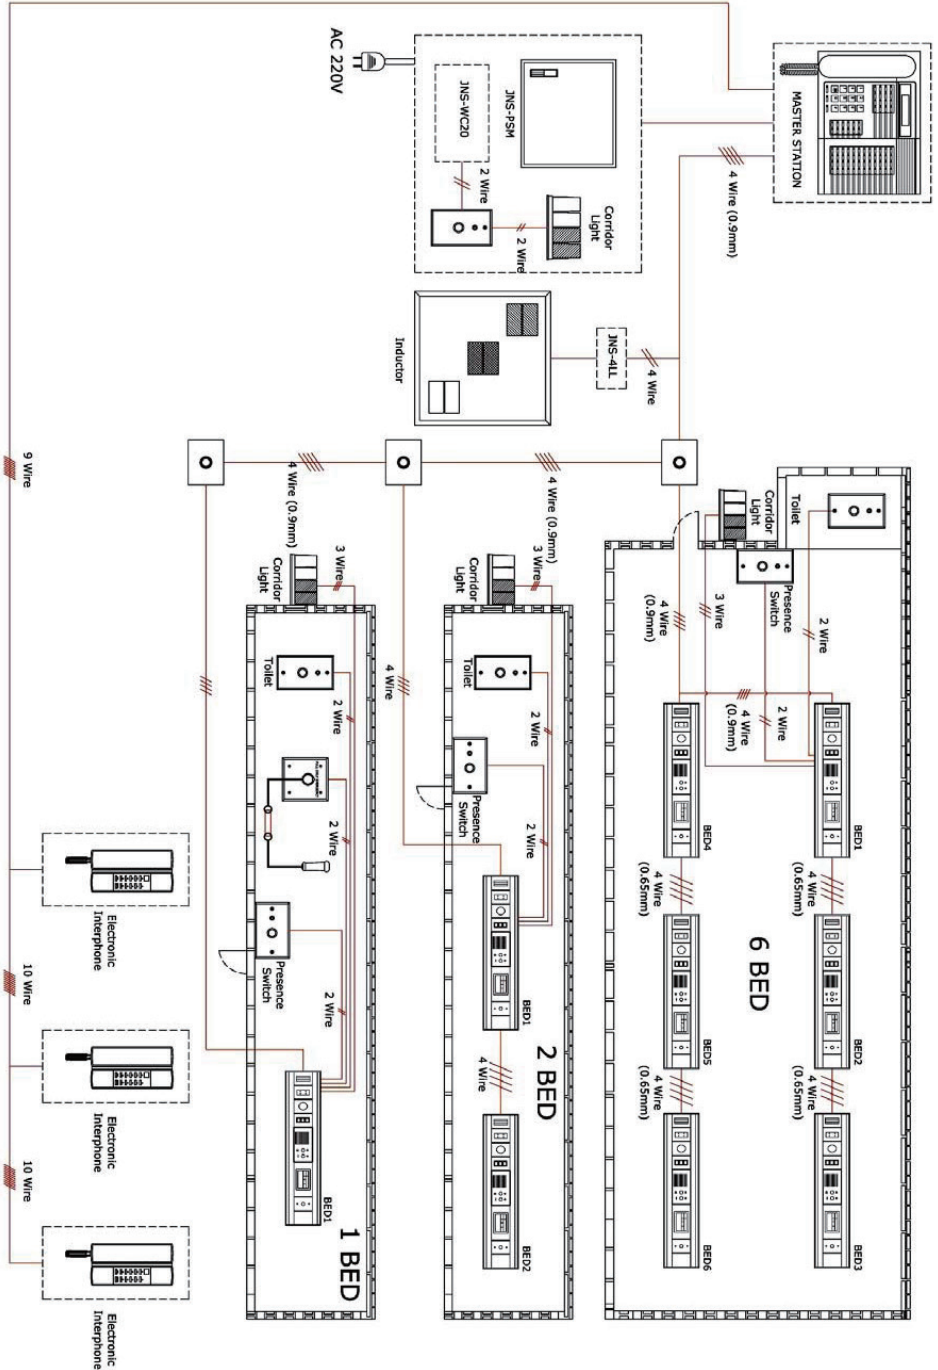 MASTER STATION
4 Wire (0.9mm)
JNS-PSM
JNS-WC20
2 Wire
2 Wire
Corridor
Light
AC 220V
JNS-4LL
4 Wire
Inductor
9 Wire
4 Wire (0.9mm)
4 Wire (0.9mm)
Toilet
Corridor
Light
Presence
Switch
2 Wire
3 Wire
4 Wire
(0.9mm)
2 Wire
4 Wire
(0.9mm)
BED1
4 Wire
(0.65mm)
BED2
4 Wire
(0.65mm)
BED3
6 BED
BED4
4 Wire
(0.65mm)
BED5
4 Wire
(0.65mm)
BED6
Corridor
Light
3 Wire
Toilet
2 Wire
4 Wire
Presence
Switch
2 Wire
BED1
4 Wire
2 BED
BED2
Corridor
Light
3 Wire
Toilet
2 Wire
2 Wire
Presence
Switch
2 Wire
BED1
1 BED
Electronic
Interphone
10 Wire
Electronic
Interphone
10 Wire
Electronic
Interphone